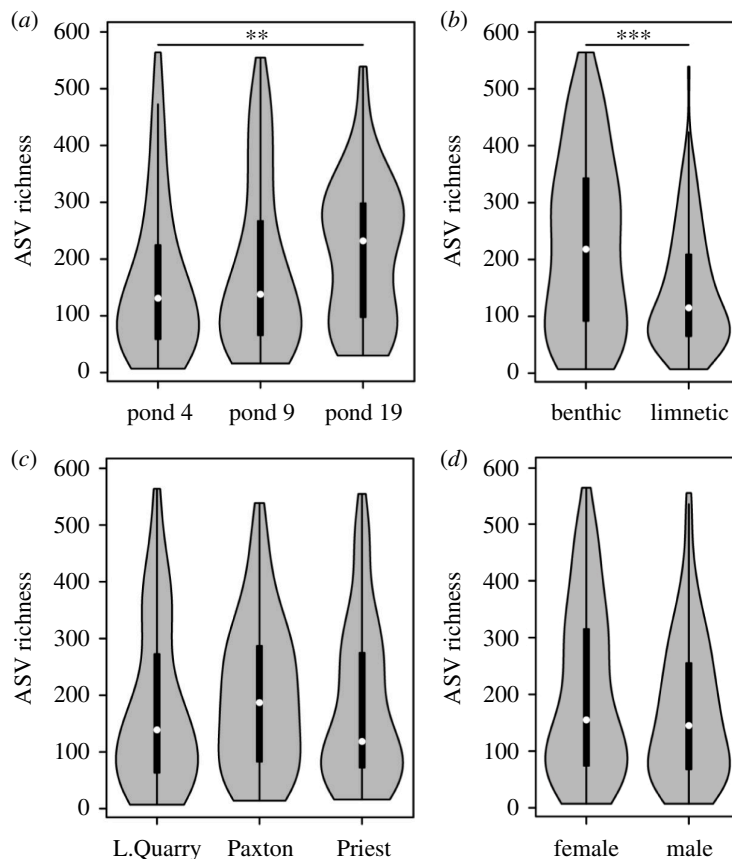 (a)
**
600
500
400
300
200
100
0
ASV richness
pond 4 pond 9 pond 19
(b)
***
600
500
400
300
200
100
0
ASV richness
benthic limnetic
(c)
600
500
400
300
200
100
0
ASV richness
L.Quarry Paxton Priest
(d)
600
500
400
300
200
100
0
ASV richness
female male